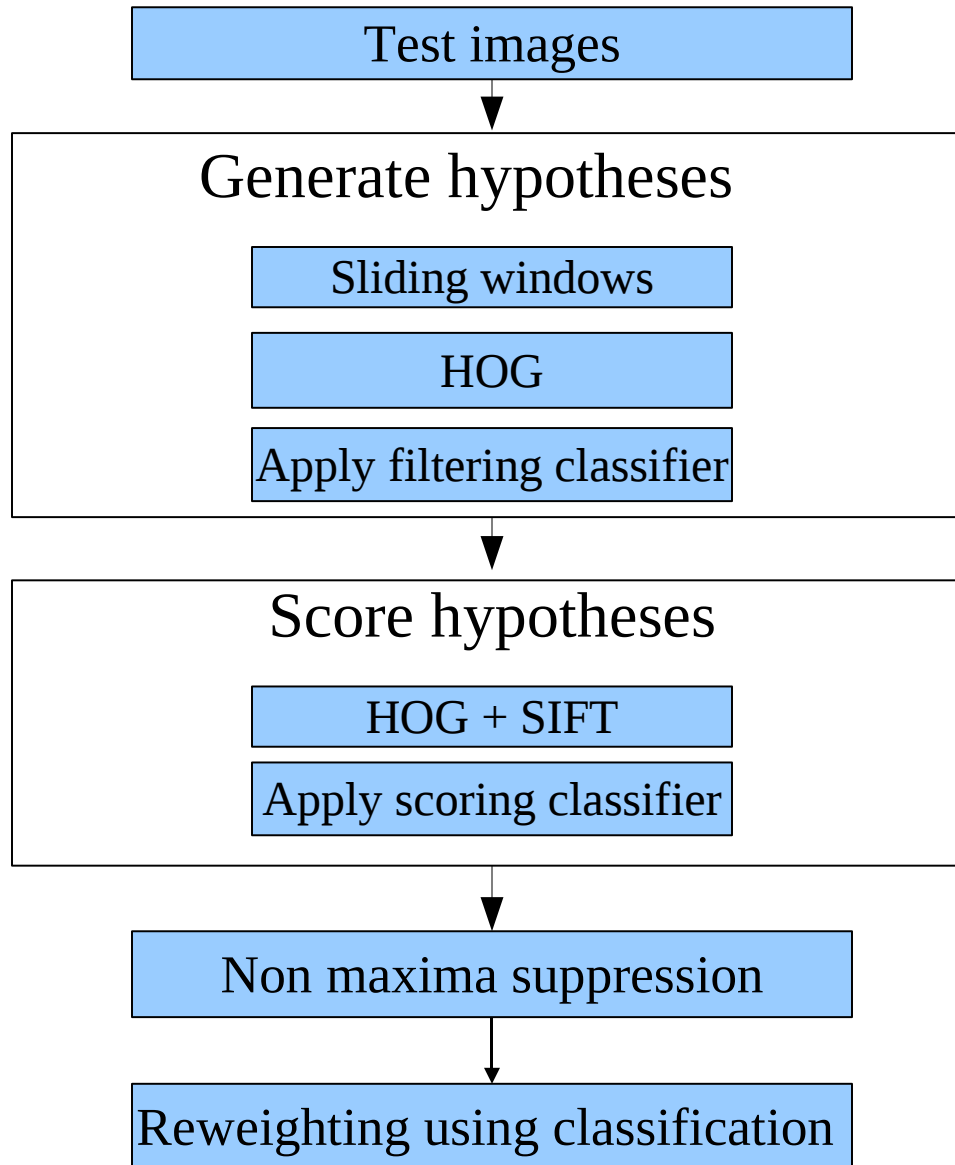 Test images
Generate hypotheses
Sliding windows
HOG
Apply filtering classifier
Score hypotheses
HOG + SIFT
Apply scoring classifier
Non maxima suppression
Reweighting using classification